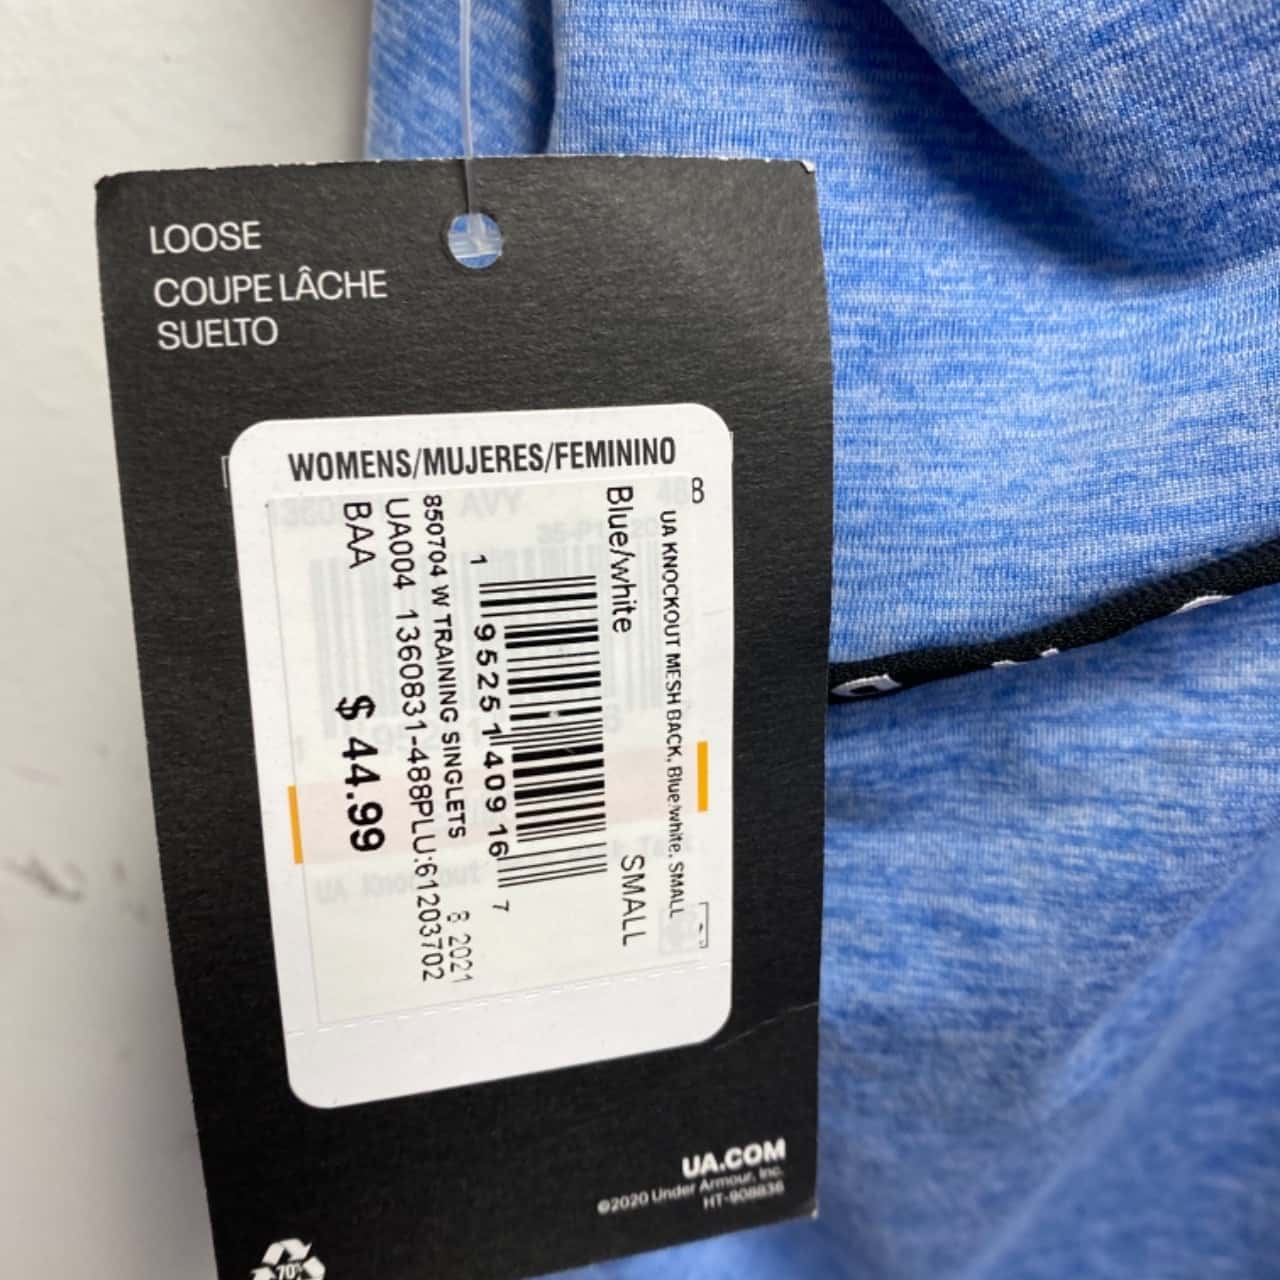 LOOSE
COUPE LÂCHE
SUELTO
WOMENS/MUJERES/FEMININO
8
UA KNOCKOUT MESH BACK, Blue/white, SMALL
Blue/white SMALL
1 95251 40916 7
850704 W TRAINING SINGLETS 8 2021
UA004 1360831-488PLU:61203702
BAA $ 44.99
UA.COM
©2020 Under Armour, Inc.
HT-908836
70%